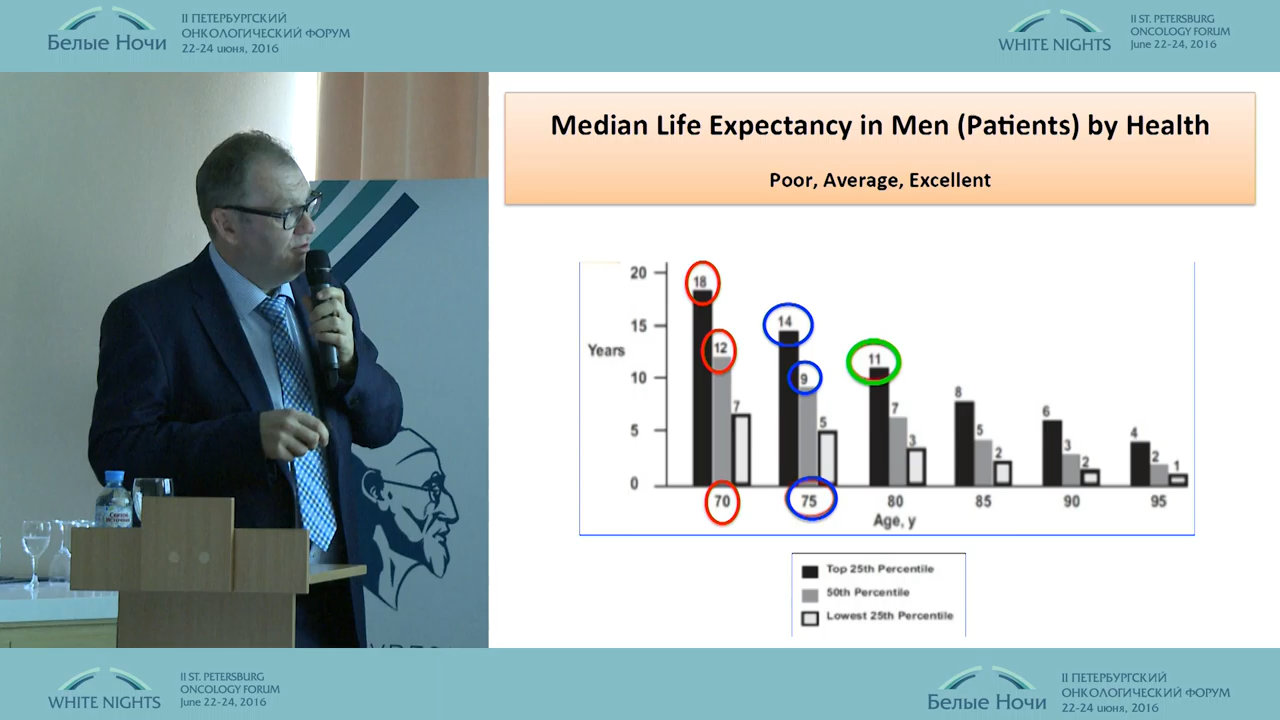 Белые Ночи
II ПЕТЕРБУРГСКИЙ
ОНКОЛОГИЧЕСКИЙ ФОРУМ
22-24 июня, 2016
WHITE NIGHTS
II ST. PETERSBURG
ONCOLOGY FORUM
June 22-24, 2016
Median Life Expectancy in Men (Patients) by Health
Poor, Average, Excellent
20
15
Years
10
5
0
18
12
7
14
9
5
11
7
3
8
5
2
6
3
2
4
2
1
70
75
80
85
90
95
Age, y
Top 25th Percentile
50th Percentile
Lowest 25th Percentile
WHITE NIGHTS
II ST. PETERSBURG
ONCOLOGY FORUM
June 22-24, 2016
Белые Ночи
II ПЕТЕРБУРГСКИЙ
ОНКОЛОГИЧЕСКИЙ ФОРУМ
22-24 июня, 2016